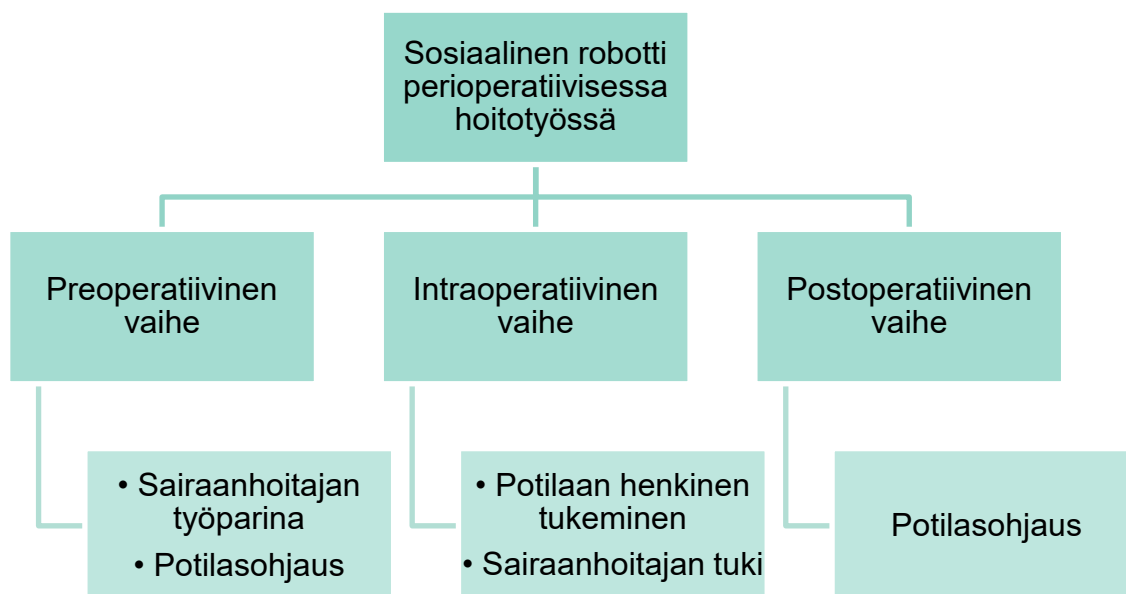 Sosiaalinen robotti
perioperatiivisessa
hoitotyössä
Preoperatiivinen
vaihe
Intraoperatiivinen
vaihe
Postoperatiivinen
vaihe
• Sairaanhoitajan
työparina
• Potilasohjaus
• Potilaan henkinen
tukeminen
• Sairaanhoitajan tuki
Potilasohjaus